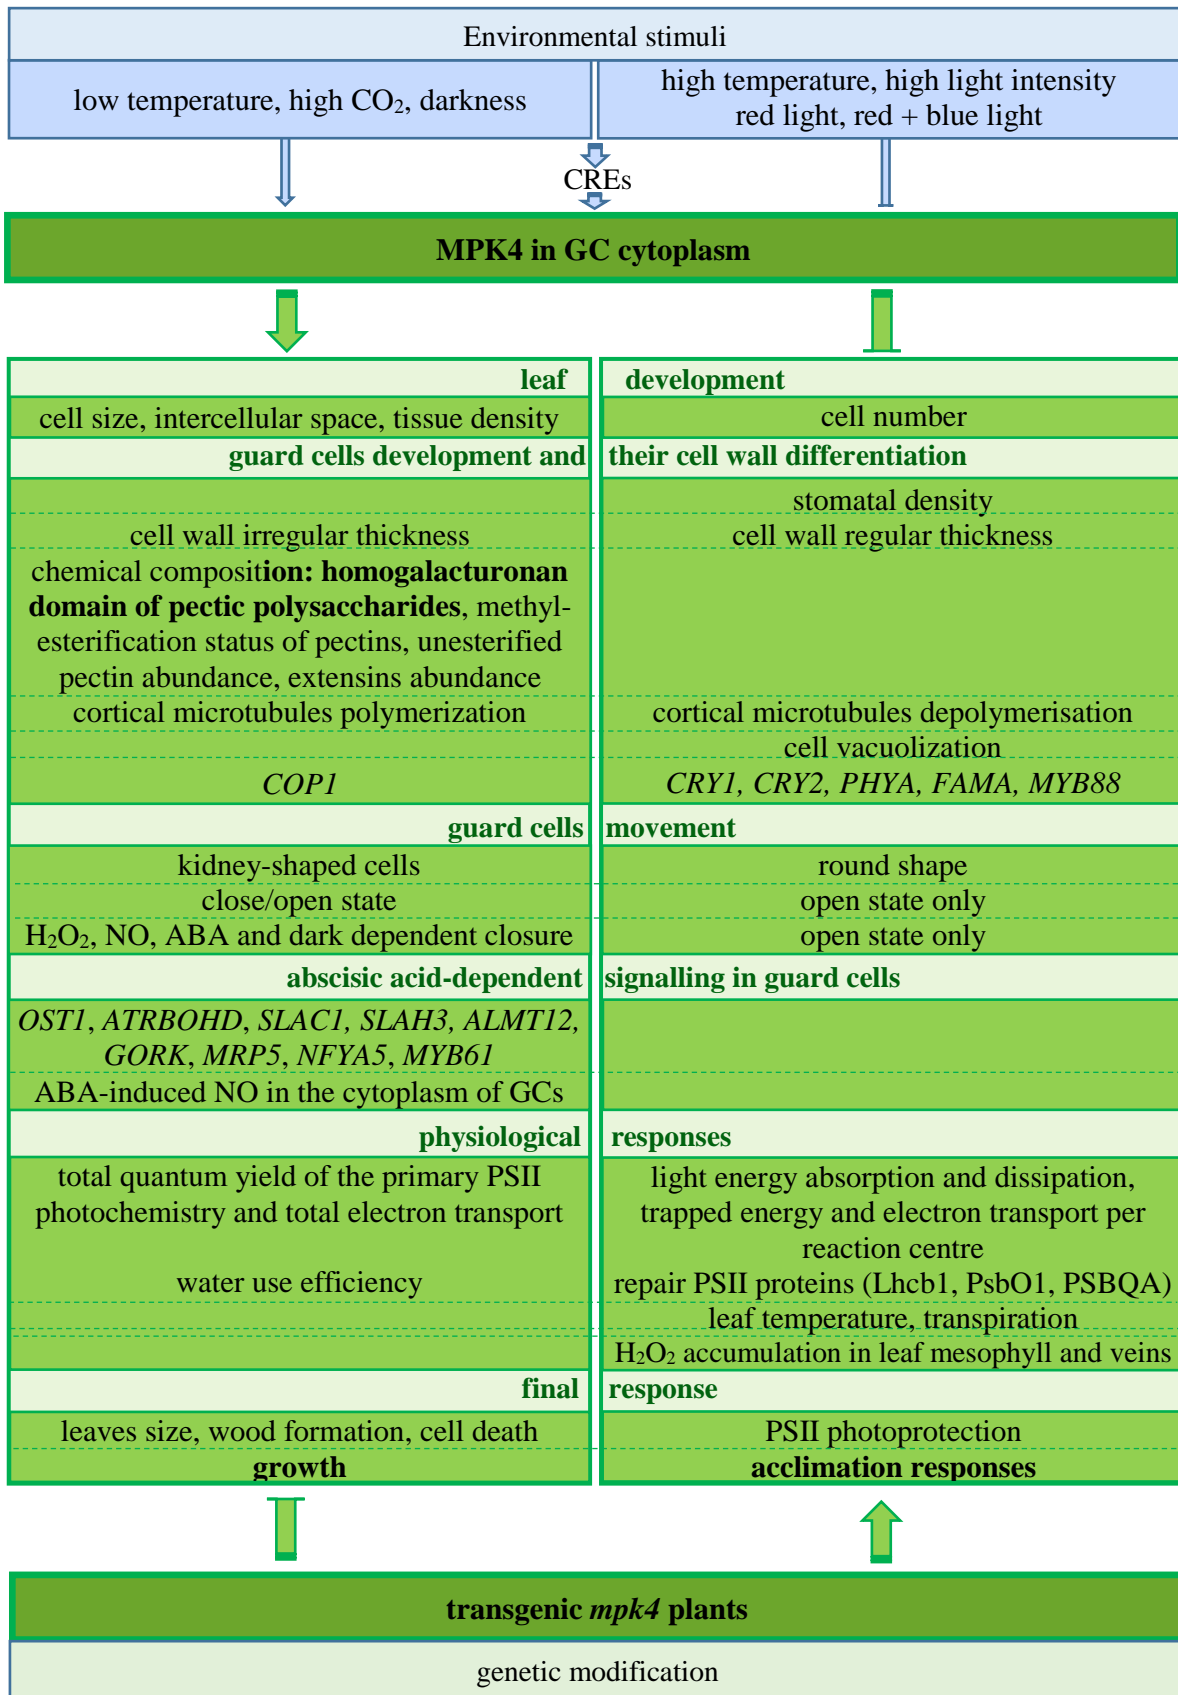 Environmental stimuli
low temperature, high CO₂, darkness
high temperature, high light intensity
red light, red + blue light
CREs
MPK4 in GC cytoplasm
leaf development
cell size, intercellular space, tissue density
cell number
guard cells development and their cell wall differentiation
stomatal density
cell wall irregular thickness
cell wall regular thickness
chemical composition: homogalacturonan
domain of pectic polysaccharides, methyl-
esterification status of pectins, unesterified
pectin abundance, extensins abundance
cortical microtubules polymerization
cortical microtubules depolymerisation
cell vacuolization
COP1
CRY1, CRY2, PHYA, FAMA, MYB88
guard cells movement
kidney-shaped cells
round shape
close/open state
open state only
H₂O₂, NO, ABA and dark dependent closure
open state only
abscisic acid-dependent signalling in guard cells
OST1, ATRBOHD, SLAC1, SLAH3, ALMT12,
GORK, MRP5, NFYA5, MYB61
ABA-induced NO in the cytoplasm of GCs
physiological responses
total quantum yield of the primary PSII
photochemistry and total electron transport
water use efficiency
light energy absorption and dissipation,
trapped energy and electron transport per
reaction centre
repair PSII proteins (Lhcb1, PsbO1, PSBQA)
leaf temperature, transpiration
H₂O₂ accumulation in leaf mesophyll and veins
final response
leaves size, wood formation, cell death
PSII photoprotection
growth
acclimation responses
transgenic mpk4 plants
genetic modification